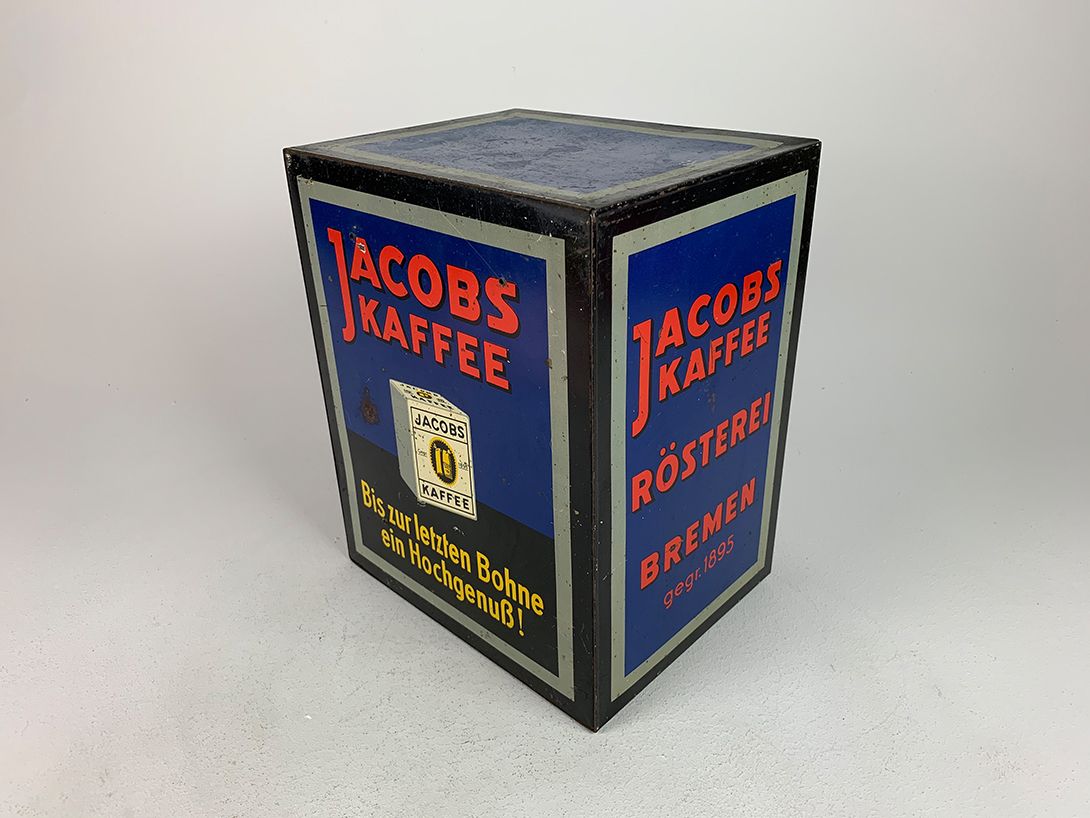 JACOBS
KAFFEE
JACOBS
KAFFEE
Bis zur letzten Bohne
ein Hochgenuß!
JACOBS
KAFFEE
RÖSTEREI
BREMEN
gegr. 1895